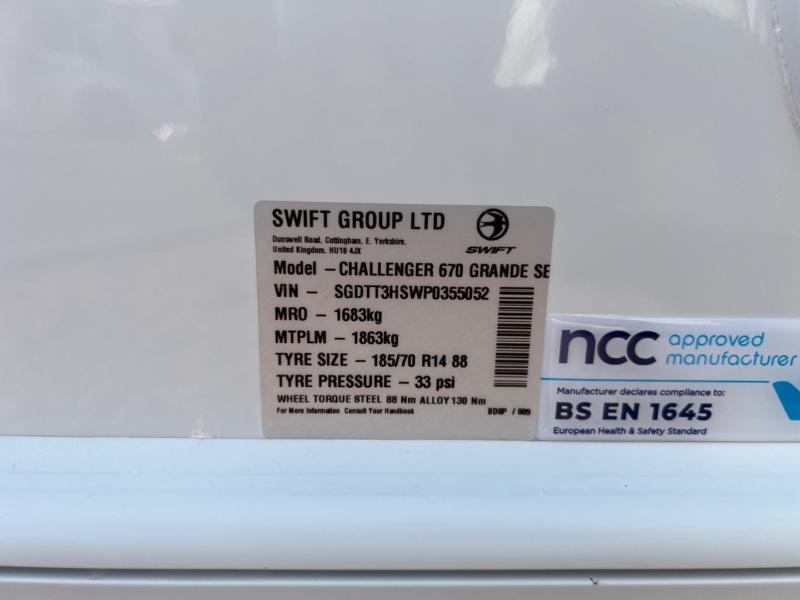 SWIFT GROUP LTD
Dunswell Road, Cottingham, E. Yorkshire,
United Kingdom. HU16 4JX
SWIFT
Model – CHALLENGER 670 GRANDE SE
VIN – SGDTT3HSWP0355052
MRO – 1683kg
MTPLM – 1863kg
TYRE SIZE – 185/70 R14 88
TYRE PRESSURE – 33 psi
WHEEL TORQUE STEEL 88 Nm ALLOY 130 Nm
For More Information Consult Your Handbook BD8P / 009
ncc approved manufacturer
Manufacturer declares compliance to:
BS EN 1645
European Health & Safety Standard